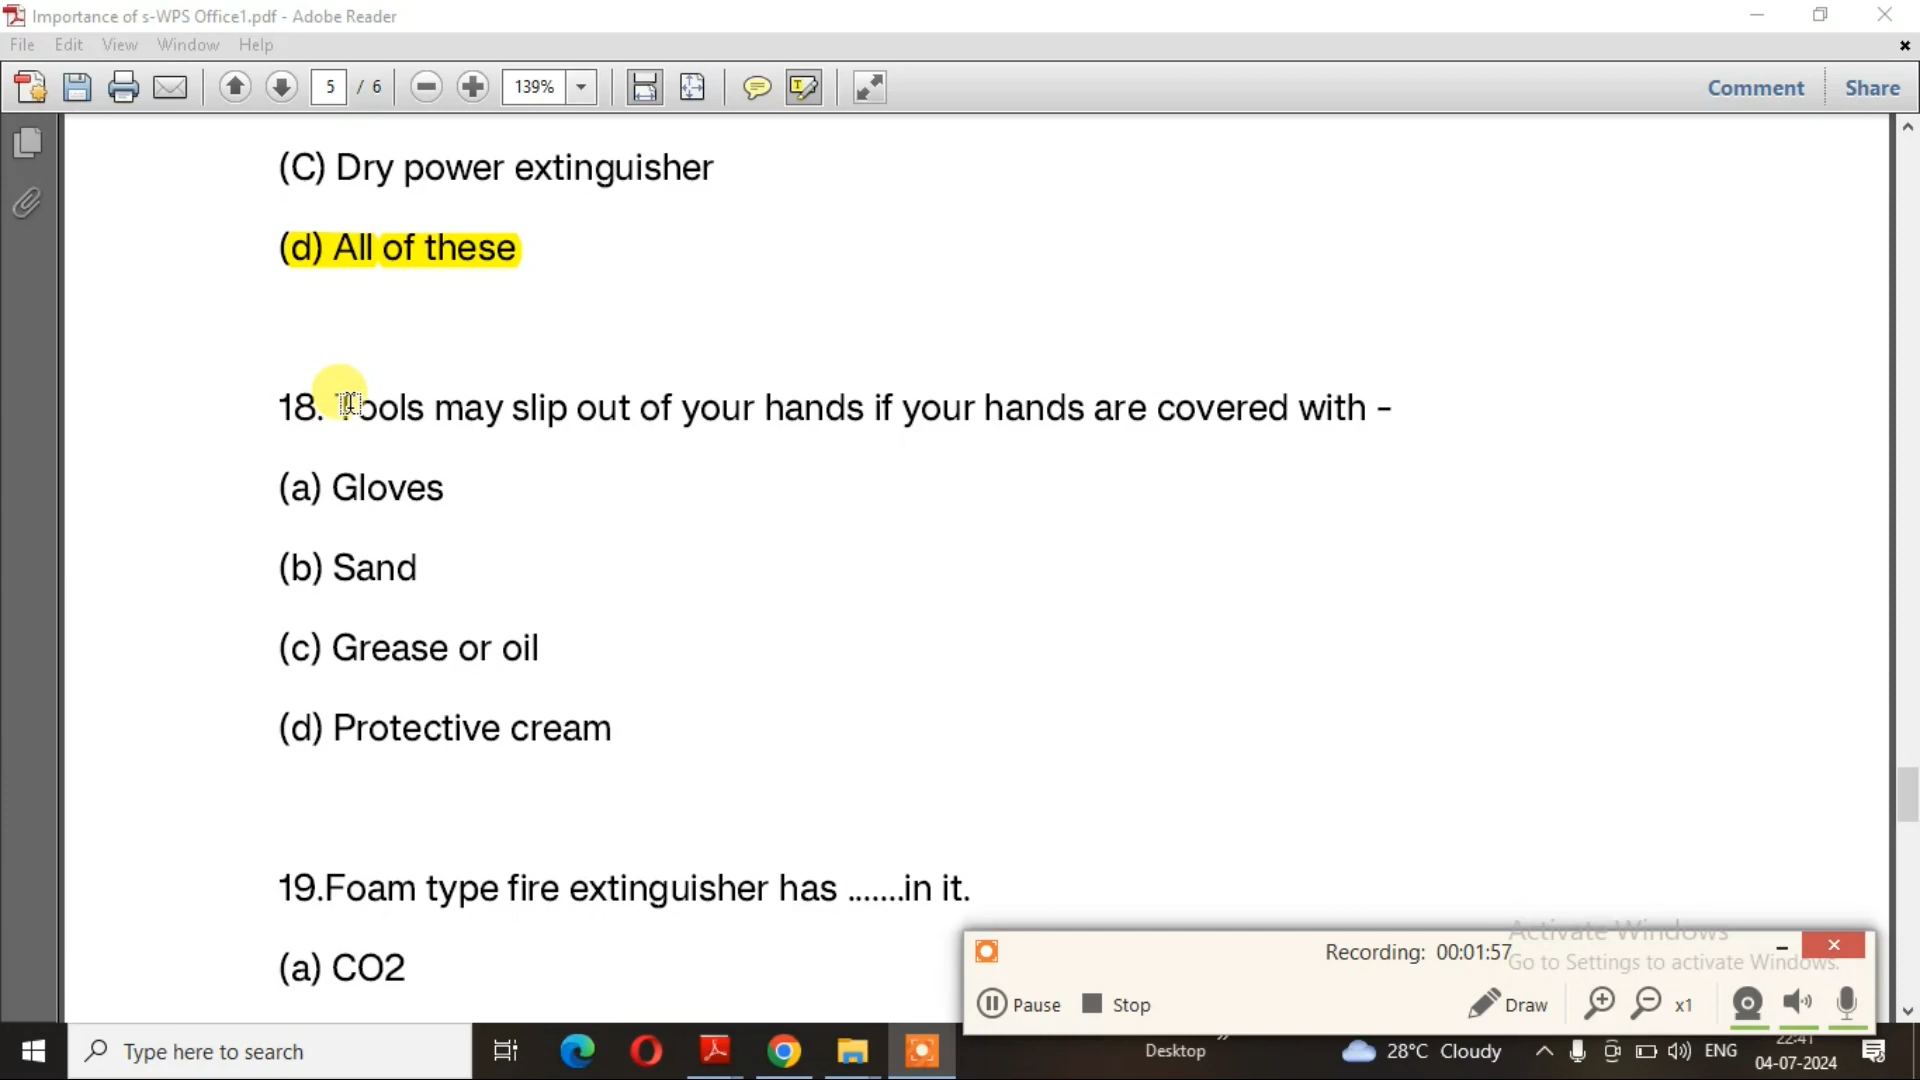 Importance of s-WPS Office1.pdf - Adobe Reader
File Edit View Window Help
5 / 6 139% Comment Share
(C) Dry power extinguisher
(d) All of these
18. Tools may slip out of your hands if your hands are covered with -
(a) Gloves
(b) Sand
(c) Grease or oil
(d) Protective cream
19.Foam type fire extinguisher has .......in it.
(a) CO2
Activate Windows
Go to Settings to activate Windows.
Recording: 00:01:57
Pause Stop Draw x1
Type here to search
Desktop 28°C Cloudy ENG
22:41
04-07-2024